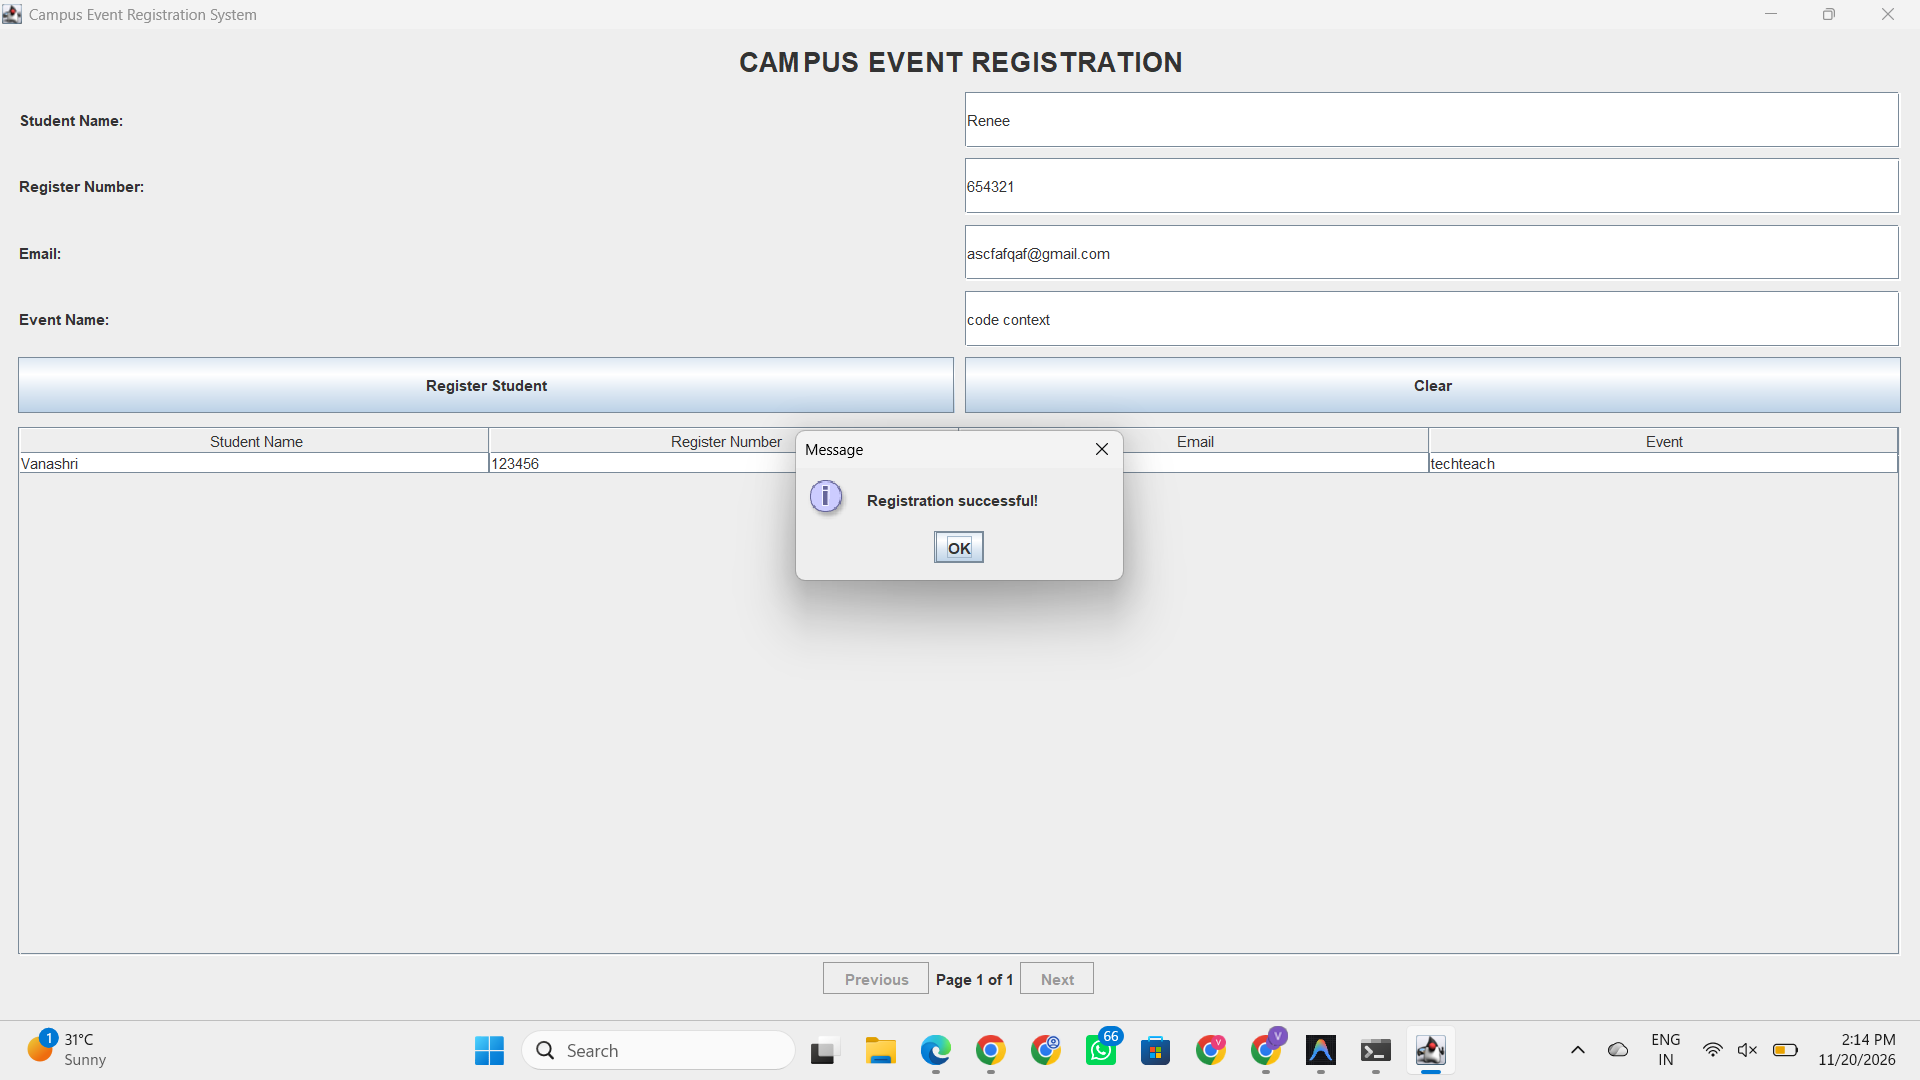 Campus Event Registration System
CAMPUS EVENT REGISTRATION
Student Name:
Renee
Register Number:
654321
Email:
ascfafqaf@gmail.com
Event Name:
code context
Register Student
Clear
Student Name
Register Number
Email
Event
Vanashri
123456
techteach
Message
Registration successful!
OK
Previous
Page 1 of 1
Next
1
31°C
Sunny
Search
66
V
V
ENG
IN
2:14 PM
11/20/2026